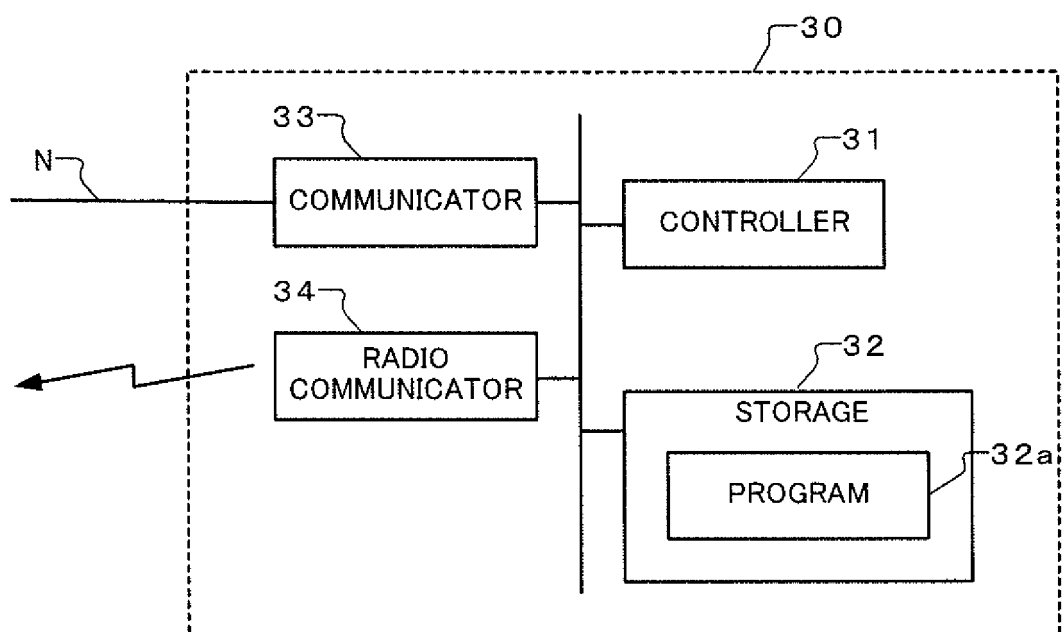 30
33
31
N
COMMUNICATOR
CONTROLLER
34
32
RADIO
COMMUNICATOR
STORAGE
32a
PROGRAM